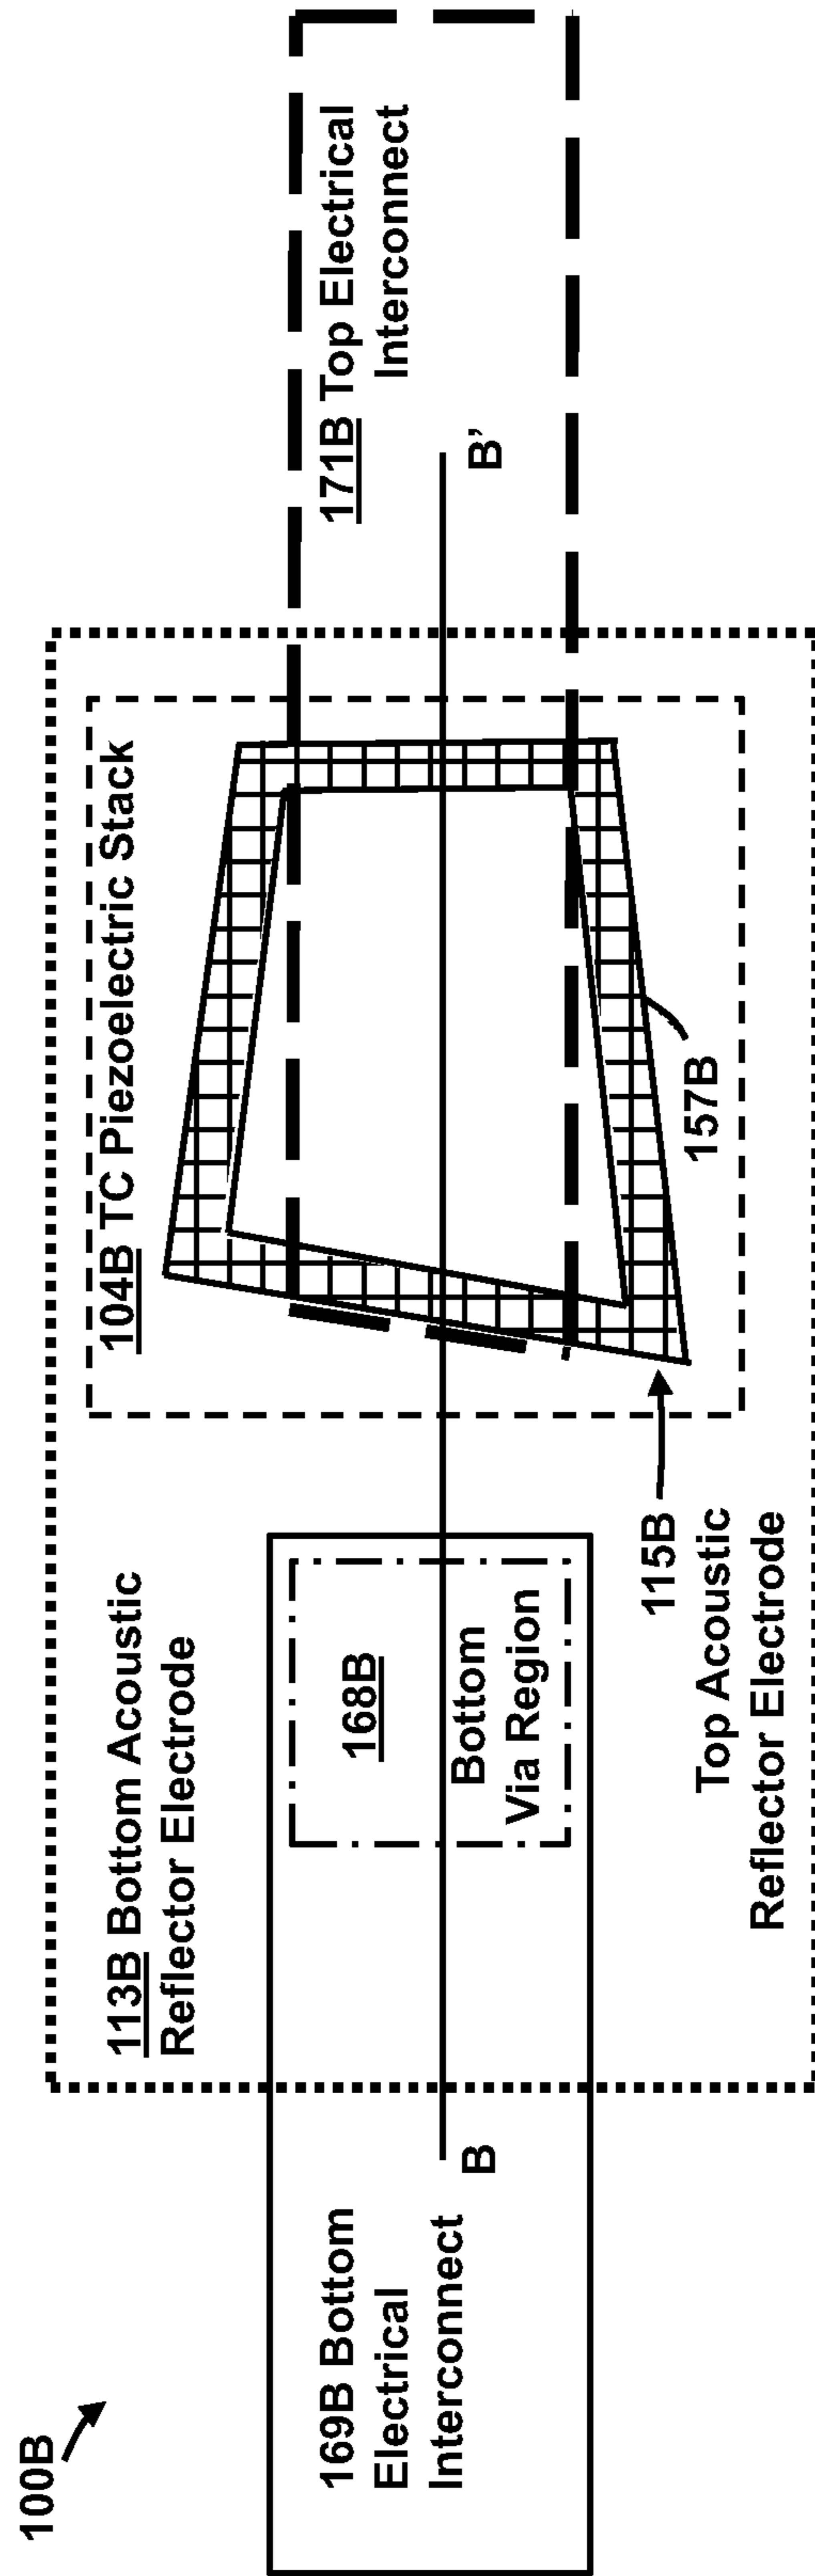 100B
169B Bottom
Electrical
Interconnect
B
113B Bottom Acoustic
Reflector Electrode
168B
Bottom
Via Region
115B
Top Acoustic
Reflector Electrode
104B TC Piezoelectric Stack
157B
B’
171B Top Electrical
Interconnect